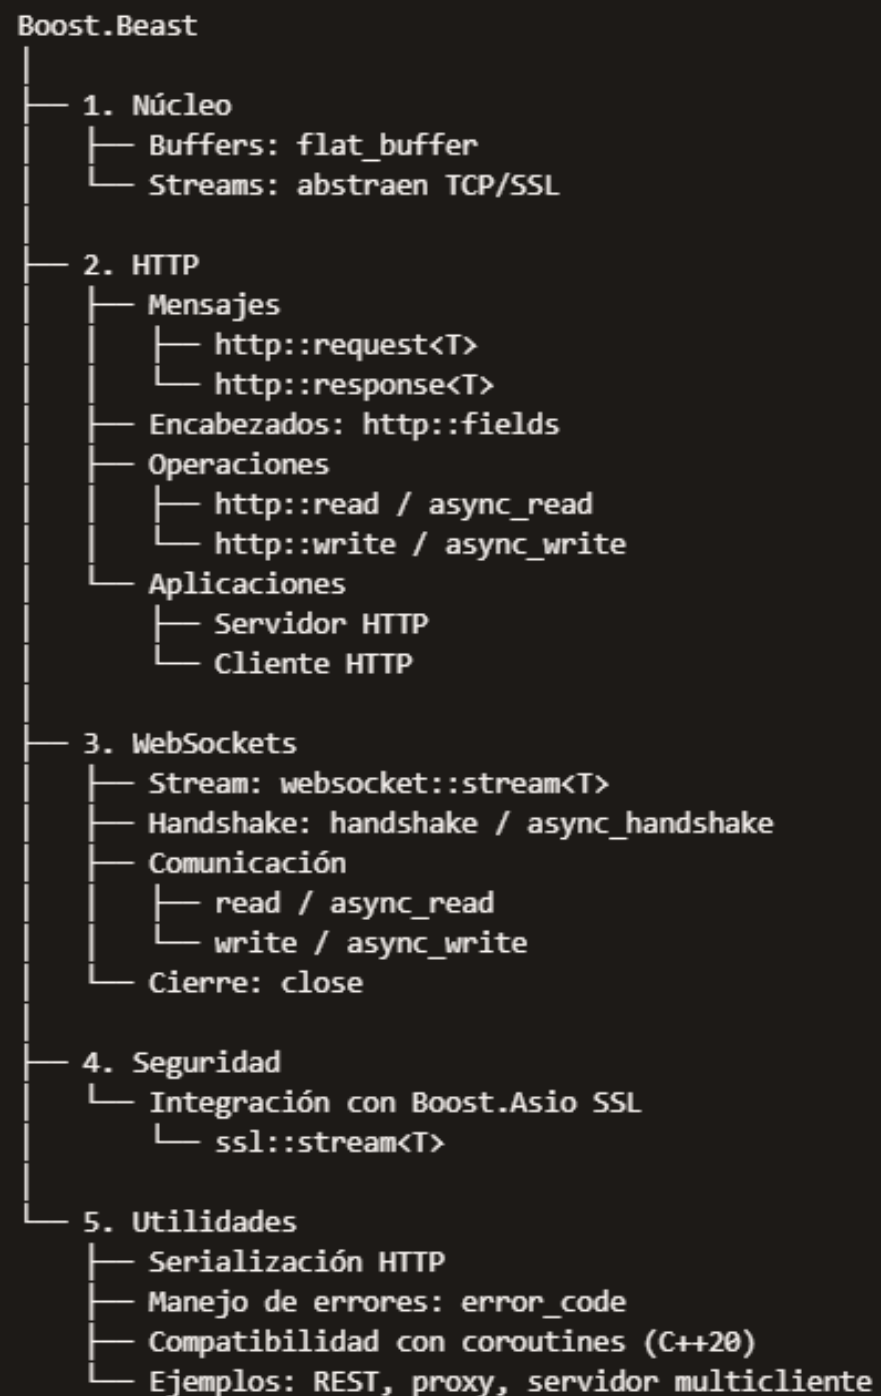 Boost.Beast
│
├── 1. Núcleo
│   ├── Buffers: flat_buffer
│   └── Streams: abstraen TCP/SSL
│
├── 2. HTTP
│   ├── Mensajes
│   │   ├── http::request<T>
│   │   └── http::response<T>
│   ├── Encabezados: http::fields
│   ├── Operaciones
│   │   ├── http::read / async_read
│   │   └── http::write / async_write
│   └── Aplicaciones
│       ├── Servidor HTTP
│       └── Cliente HTTP
│
├── 3. WebSockets
│   ├── Stream: websocket::stream<T>
│   ├── Handshake: handshake / async_handshake
│   ├── Comunicación
│   │   ├── read / async_read
│   │   └── write / async_write
│   └── Cierre: close
│
├── 4. Seguridad
│   └── Integración con Boost.Asio SSL
│       └── ssl::stream<T>
│
└── 5. Utilidades
    ├── Serialización HTTP
    ├── Manejo de errores: error_code
    ├── Compatibilidad con coroutines (C++20)
    └── Ejemplos: REST, proxy, servidor multicliente